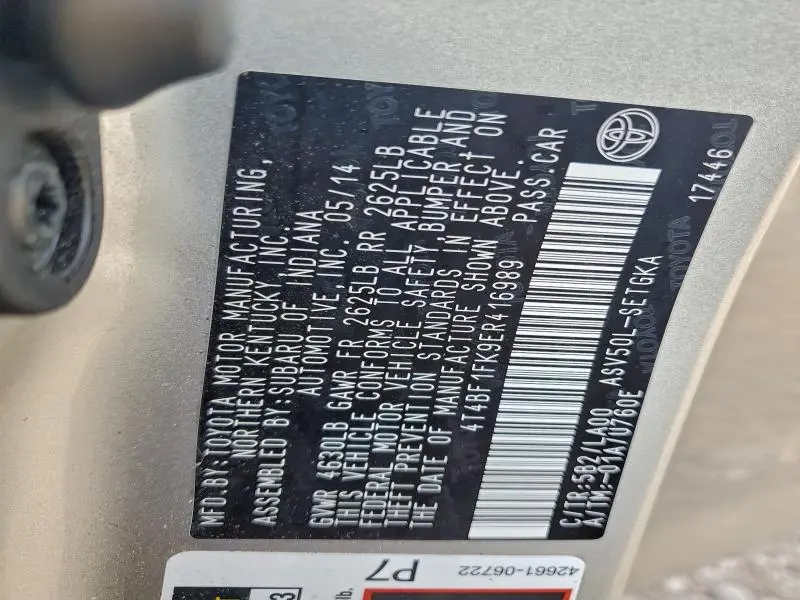 MFD.BY:TOYOTA MOTOR MANUFACTURING,
NORTHERN KENTUCKY, INC.
ASSEMBLED BY:SUBARU OF INDIANA
AUTOMOTIVE, INC. 05/14
GVWR 4630LB GAWR FR 2625LB RR 2625LB
THIS VEHICLE CONFORMS TO ALL APPLICABLE
FEDERAL MOTOR VEHICLE SAFETY, BUMPER, AND
THEFT PREVENTION STANDARDS IN EFFECT ON
THE DATE OF MANUFACTURE SHOWN ABOVE.
4T4BF1FK9ER416989 PASS.CAR
C/TR:5B2/LA00 ASV50L-SETGKA
A/TM:-01A/0760E 17446
P7
42661-06722
lb.
3